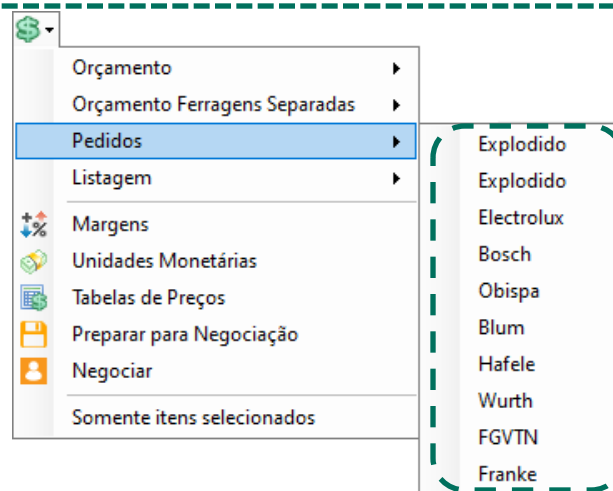 Orçamento
Orçamento Ferragens Separadas
Pedidos
Listagem
Margens
Unidades Monetárias
Tabelas de Preços
Preparar para Negociação
Negociar
Somente itens selecionados
Explodido
Explodido
Electrolux
Bosch
Obispa
Blum
Hafele
Wurth
FGVTN
Franke